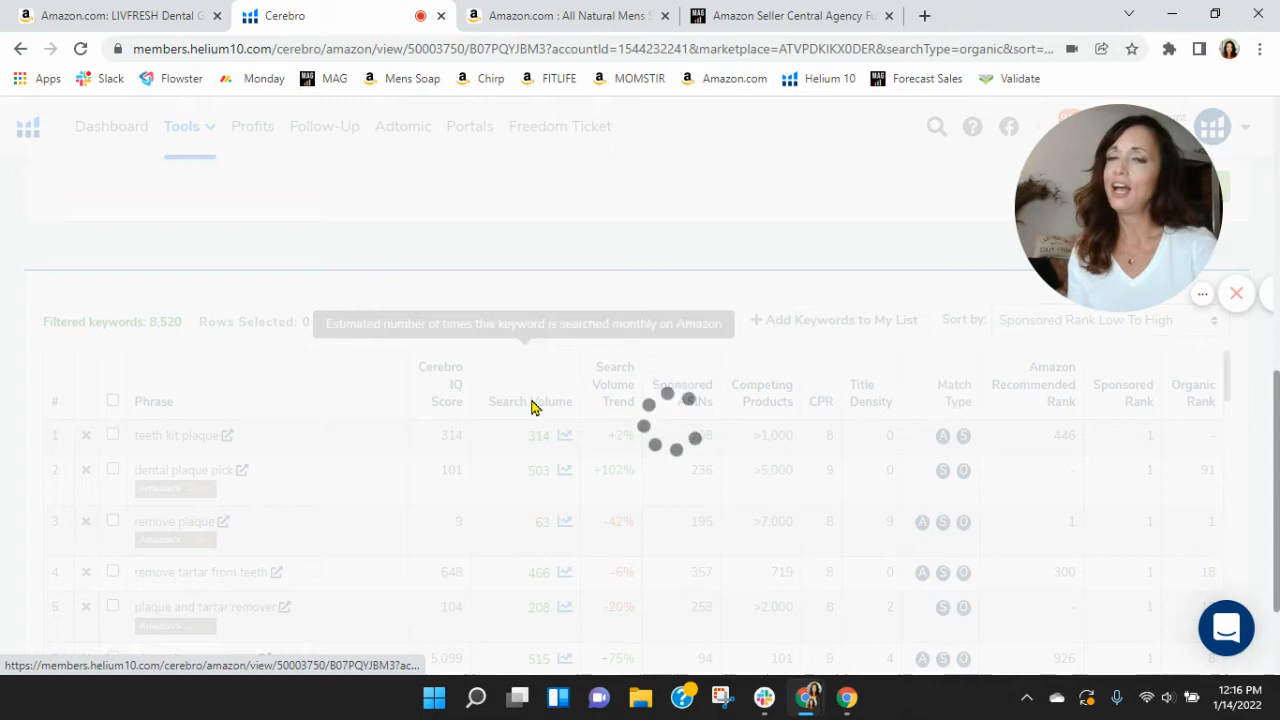 Amazon.com: LIVFRESH Dental G
Cerebro
Amazon.com : All Natural Mens S
MAG
Amazon Seller Central Agency Fu
members.helium10.com/cerebro/amazon/view/50003750/B07PQYJBM3?accountId=1544232241&marketplace=ATVPDKIKX0DER&searchType=organic&sort=...
Apps Slack Flowster Monday MAG Mens Soap Chirp FITLIFE MOMSTIR Amazon.com Helium 10 MAG Forecast Sales Validate
Dashboard Tools Profits Follow-Up Adtomic Portals Freedom Ticket
Filtered keywords: 8,520 Rows Selected: 0 Estimated number of times this keyword is searched monthly on Amazon + Add Keywords to My List Sort by: Sponsored Rank Low To High
# Phrase Cerebro IQ Score Search Volume Search Volume Trend Sponsored ASINs Competing Products CPR Title Density Match Type Amazon Recommended Rank Sponsored Rank Organic Rank
1 teeth kit plaque 314 314 +2% >1,000 8 0 A S 446 1 -
2 dental plaque pick 101 503 +102% 236 >5,000 9 0 S O - 1 91
Amazon's
3 remove plaque 9 63 -42% 195 >7,000 8 9 A S O 1 1 1
Amazon's
4 remove tartar from teeth 648 466 -6% 357 719 8 0 A S O 300 1 18
5 plaque and tartar remover 104 208 -20% 258 >2,000 8 2 S O - 1
Amazon's
5,099 515 +75% 94 101 9 4 A S O 926 1 8
https://members.helium10.com/cerebro/amazon/view/50003750/B07PQYJBM3?ac...
12:16 PM
1/14/2022